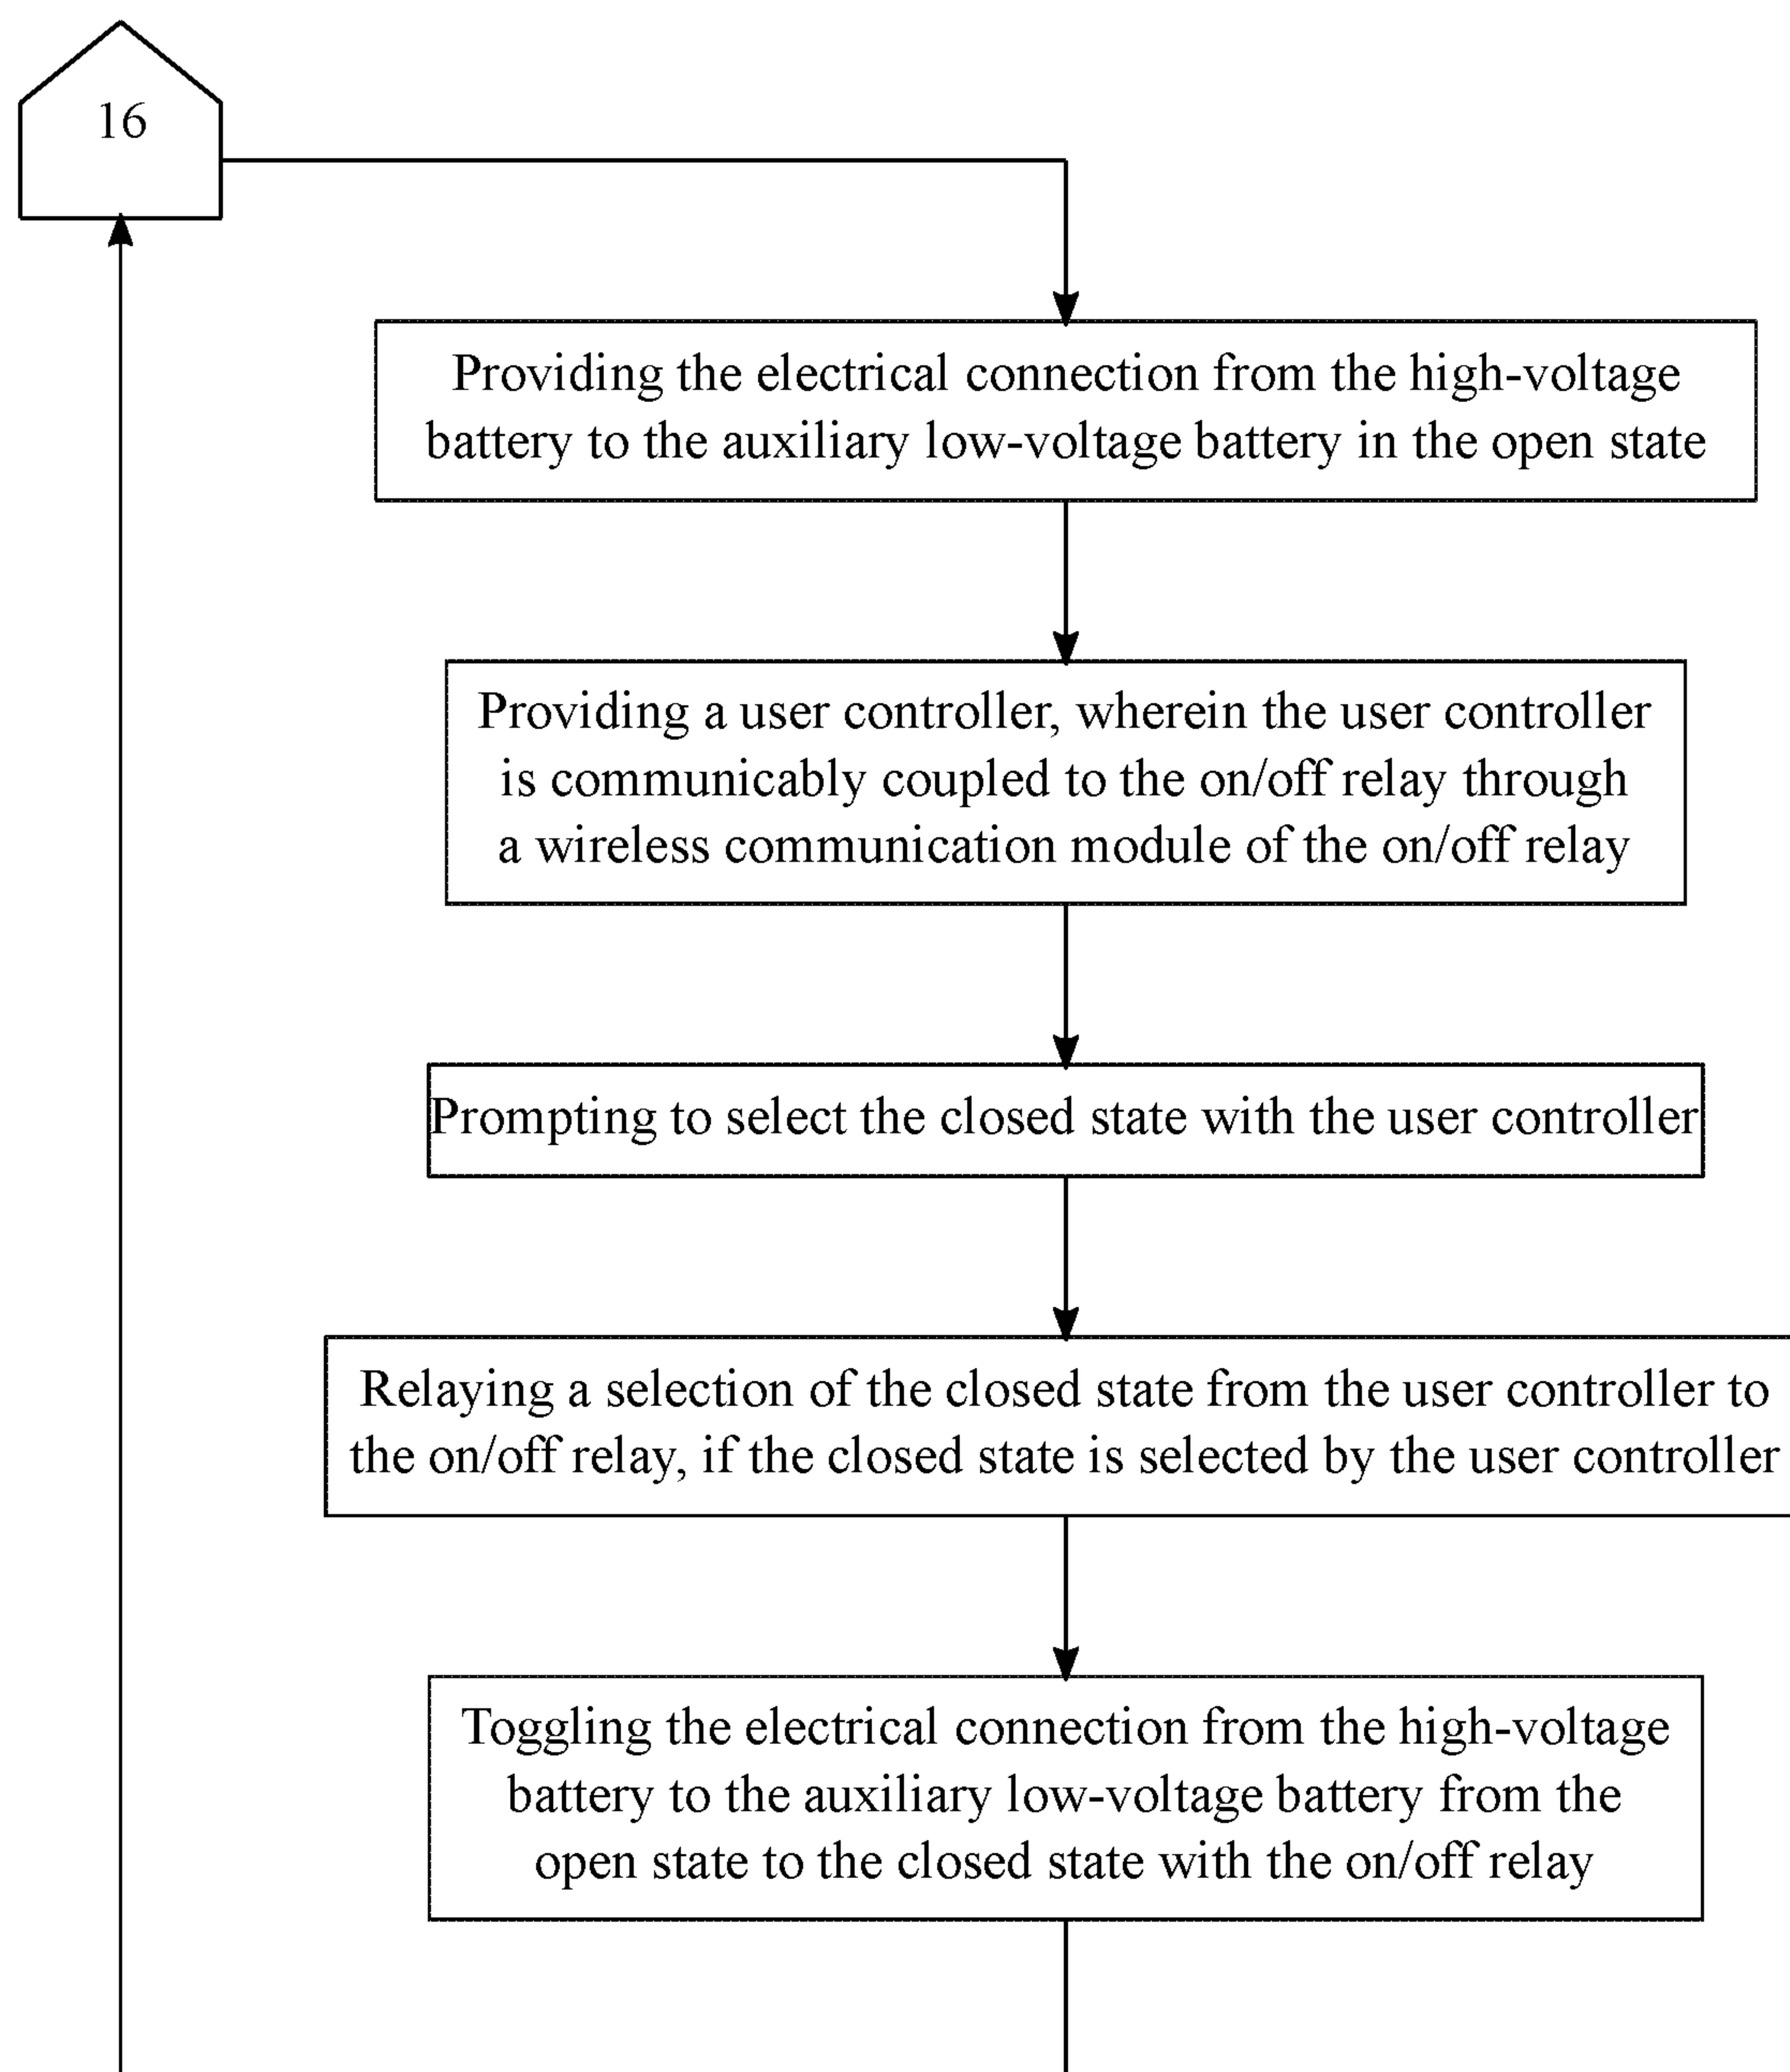 16
Providing the electrical connection from the high-voltage
battery to the auxiliary low-voltage battery in the open state
Providing a user controller, wherein the user controller
is communicably coupled to the on/off relay through
a wireless communication module of the on/off relay
Prompting to select the closed state with the user controller
Relaying a selection of the closed state from the user controller to
the on/off relay, if the closed state is selected by the user controller
Toggling the electrical connection from the high-voltage
battery to the auxiliary low-voltage battery from the
open state to the closed state with the on/off relay